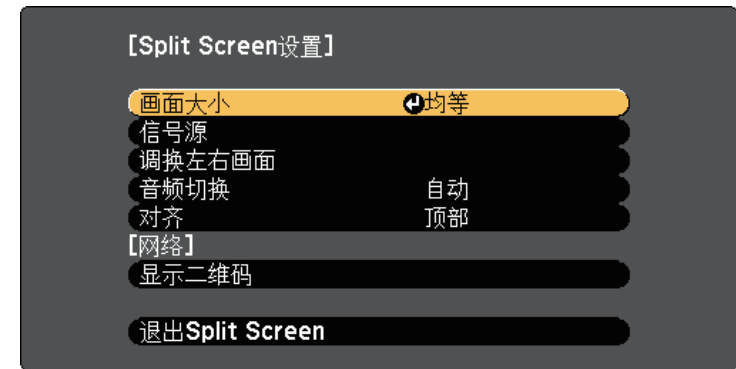 [Split Screen设置]
画面大小 均等
信号源
调换左右画面
音频切换 自动
对齐 顶部
[网络]
显示二维码
退出Split Screen